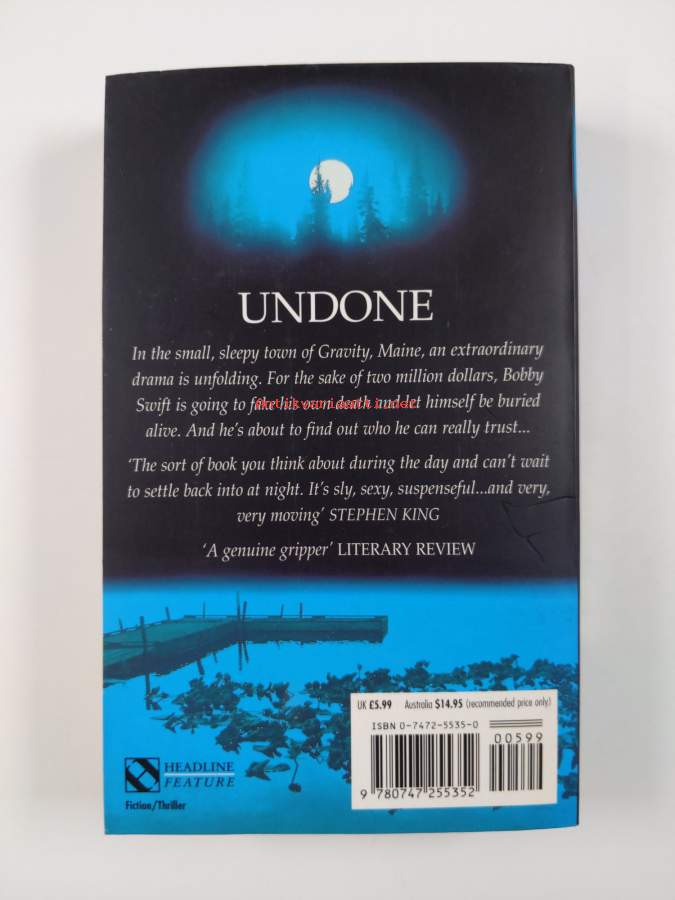 UNDONE
In the small, sleepy town of Gravity, Maine, an extraordinary
drama is unfolding. For the sake of two million dollars, Bobby
Swift is going to fake his own death and let himself be buried
alive. And he's about to find out who he can really trust...
'The sort of book you think about during the day and can't wait
to settle back into at night. It's sly, sexy, suspenseful...and very,
very moving' STEPHEN KING
'A genuine gripper' LITERARY REVIEW
UK £5.99 Australia $14.95 (recommended price only)
ISBN 0-7472-5535-0
00599
9 780747 255352
HEADLINE
FEATURE
Fiction/Thriller